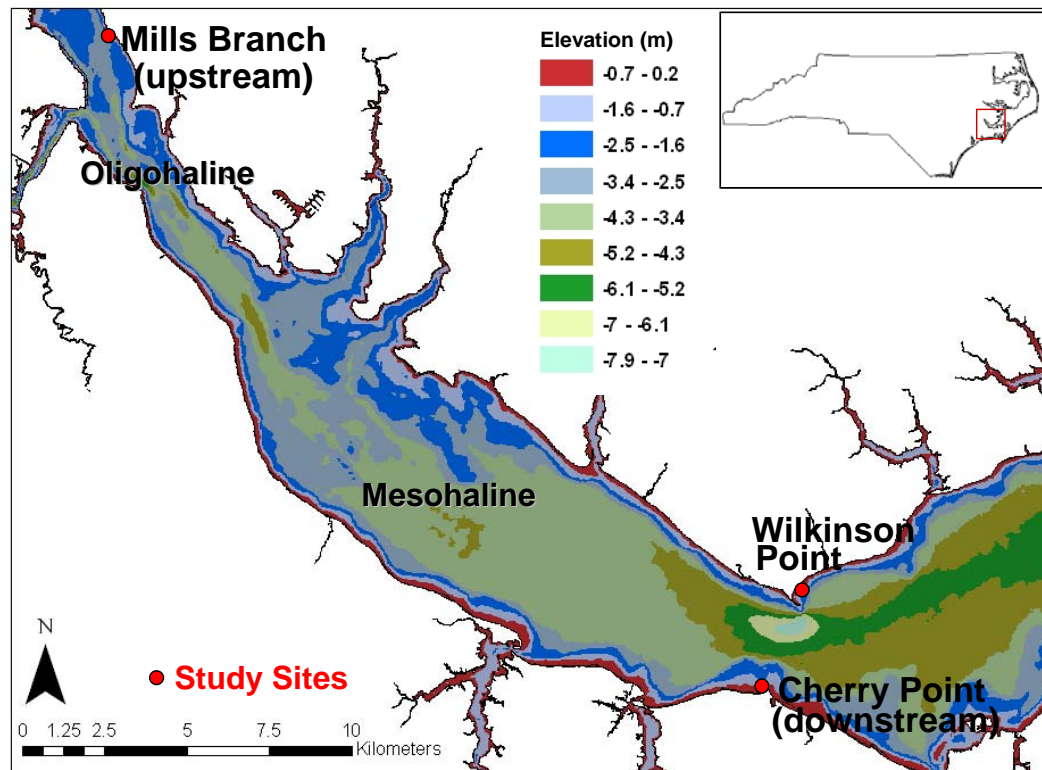 Mills Branch
(upstream)
Oligohaline
Mesohaline
Elevation (m)
-0.7 - 0.2
-1.6 - -0.7
-2.5 - -1.6
-3.4 - -2.5
-4.3 - -3.4
-5.2 - -4.3
-6.1 - -5.2
-7 - -6.1
-7.9 - -7
Wilkinson
Point
Cherry Point
(downstream)
N
Study Sites
0 1.25 2.5 5 7.5 10
Kilometers